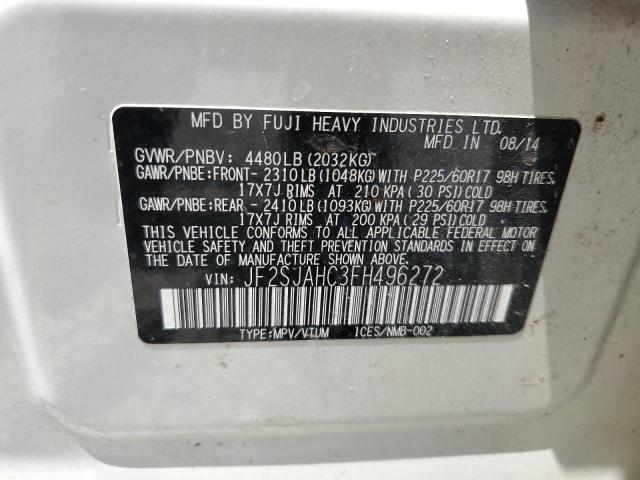 MFD BY FUJI HEAVY INDUSTRIES LTD.
MFD IN 08/14
GVWR/PNBV: 4480LB(2032KG)
GAWR/PNBE:FRONT- 2310LB(1048KG)WITH P225/60R17 98H TIRES,
17X7J RIMS AT 210 KPA(30 PSI)COLD
GAWR/PNBE:REAR - 2410LB(1093KG)WITH P225/60R17 98H TIRES,
17X7J RIMS AT 200 KPA(29 PSI)COLD
THIS VEHICLE CONFORMS TO ALL APPLICABLE FEDERAL MOTOR
VEHICLE SAFETY AND THEFT PREVENTION STANDARDS IN EFFECT ON
THE DATE OF MANUFACTURE SHOWN ABOVE.
VIN: JF2SJAHC3FH496272
TYPE:MPV/VTUM 1CES/NMB-002